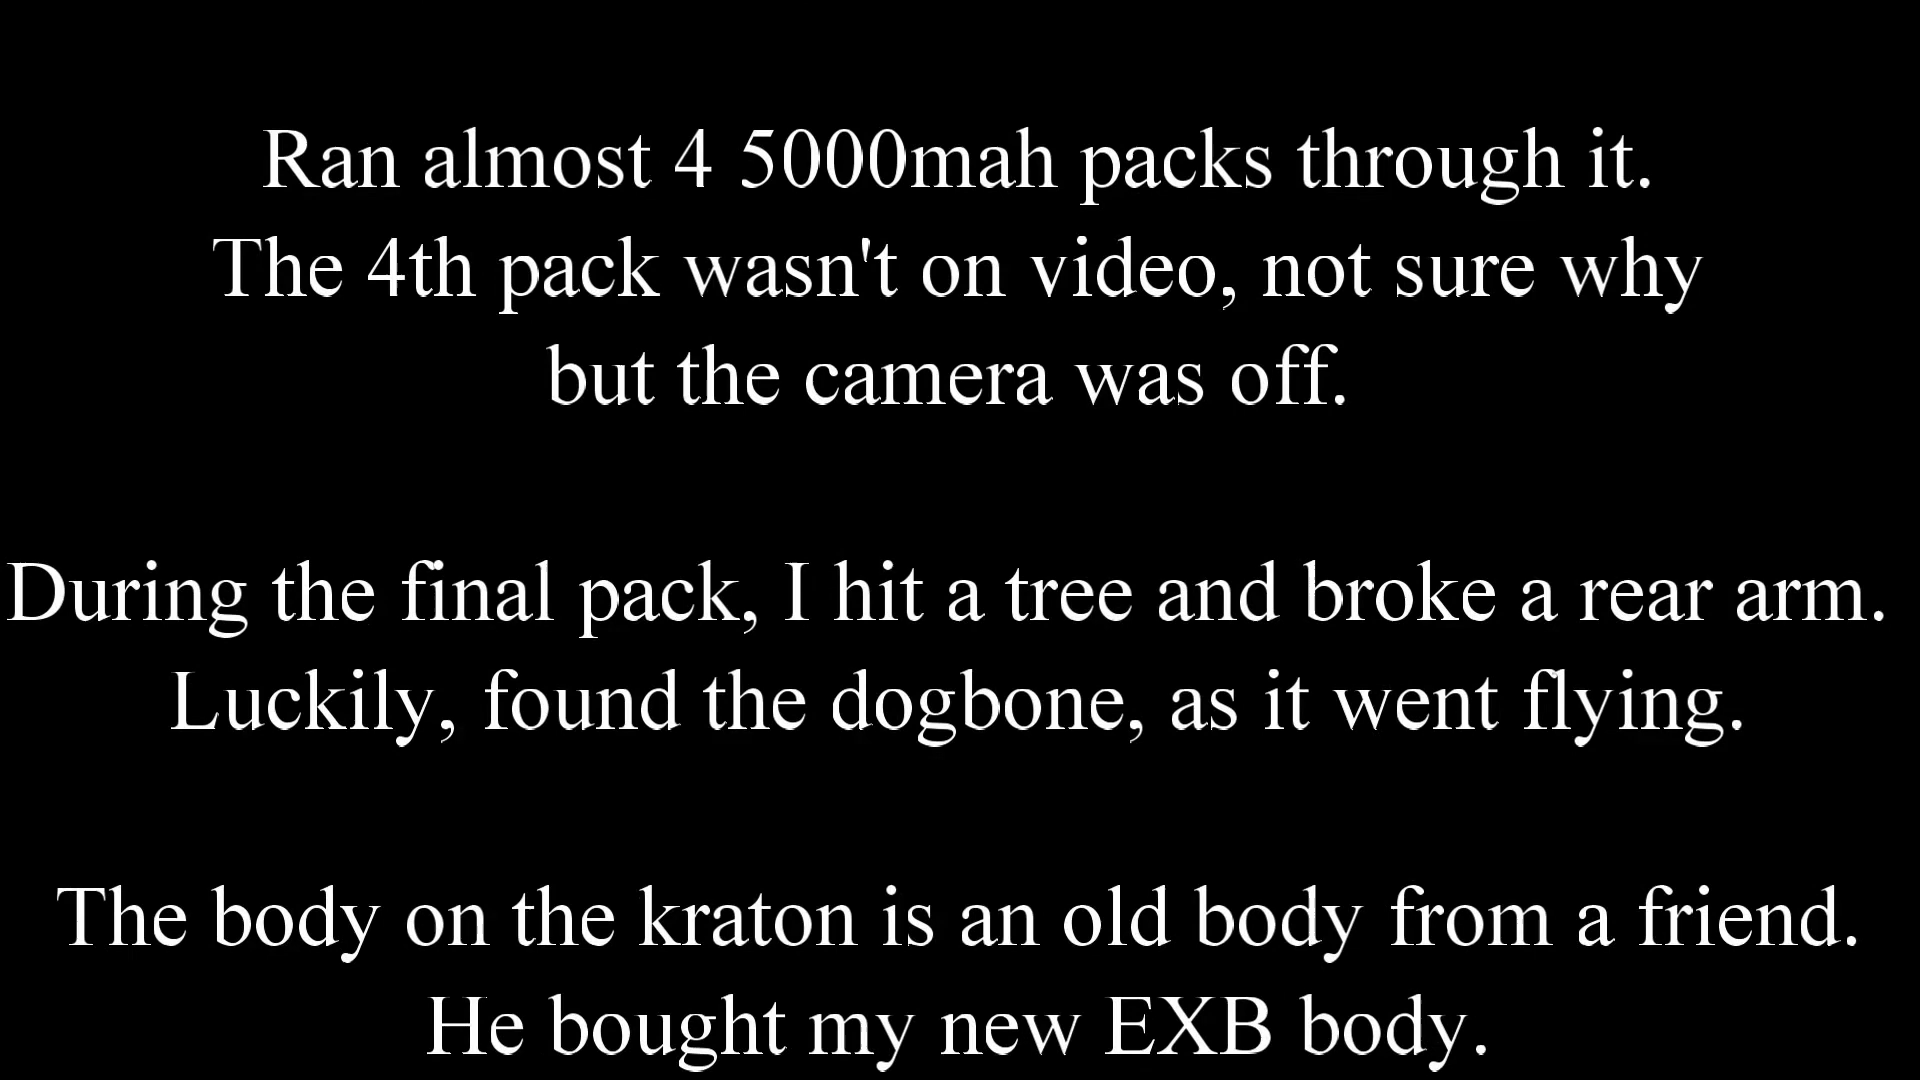 Ran almost 4 5000mah packs through it.
The 4th pack wasn't on video, not sure why
but the camera was off.
During the final pack, I hit a tree and broke a rear arm.
Luckily, found the dogbone, as it went flying.
The body on the kraton is an old body from a friend.
He bought my new EXB body.